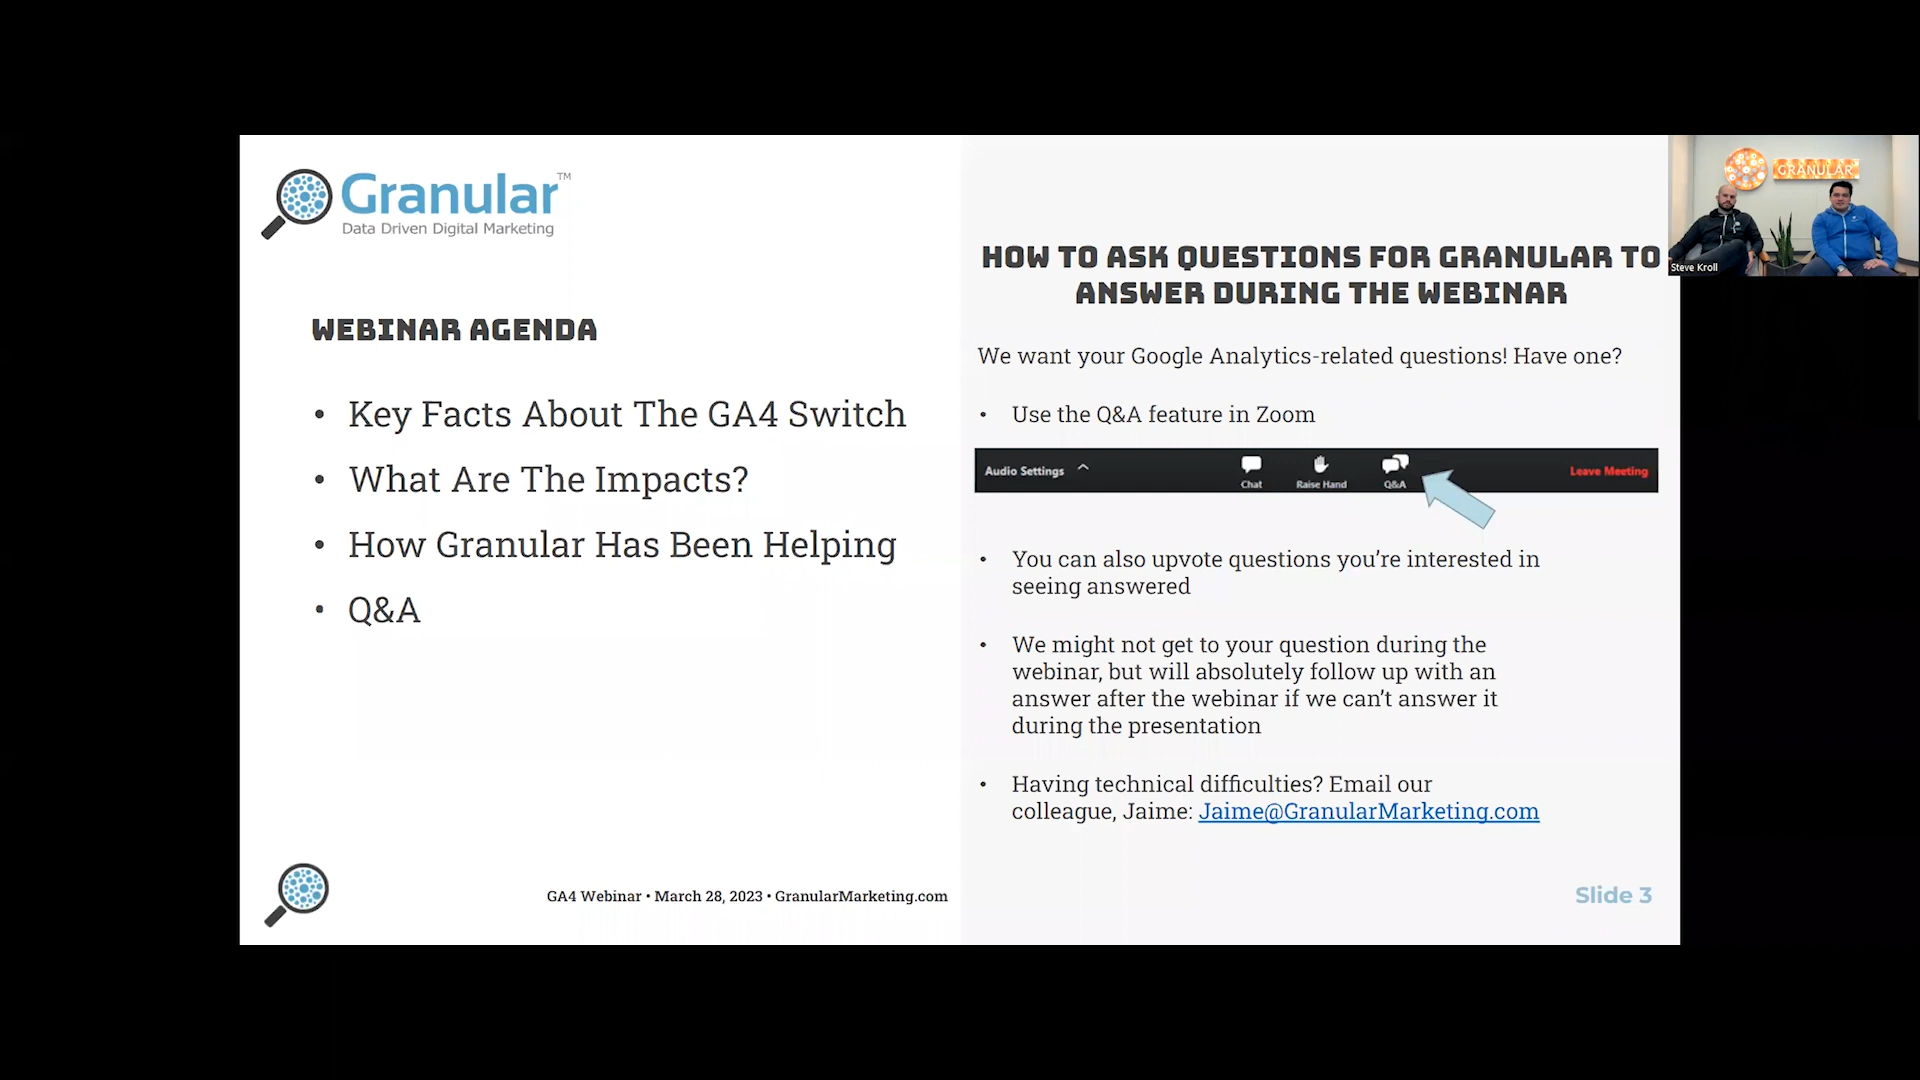 Granular™
Data Driven Digital Marketing
WEBINAR AGENDA
• Key Facts About The GA4 Switch
• What Are The Impacts?
• How Granular Has Been Helping
• Q&A
GA4 Webinar • March 28, 2023 • GranularMarketing.com
HOW TO ASK QUESTIONS FOR GRANULAR TO
ANSWER DURING THE WEBINAR
We want your Google Analytics-related questions! Have one?
• Use the Q&A feature in Zoom
Audio Settings
Chat
Raise Hand
Q&A
Leave Meeting
• You can also upvote questions you’re interested in
seeing answered
• We might not get to your question during the
webinar, but will absolutely follow up with an
answer after the webinar if we can’t answer it
during the presentation
• Having technical difficulties? Email our
colleague, Jaime: Jaime@GranularMarketing.com
Slide 3
GRANULAR
Steve Kroll